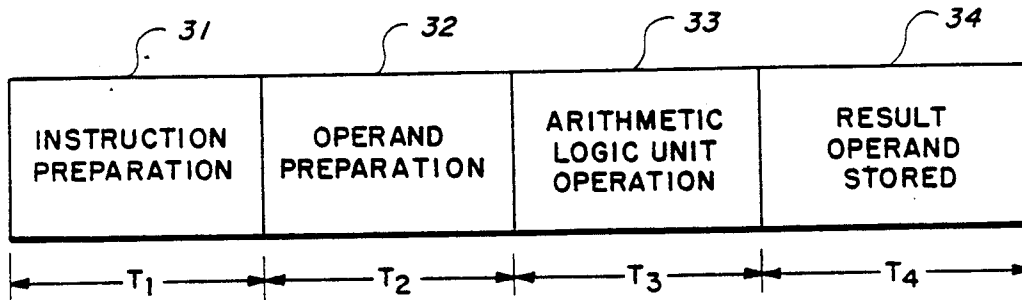 31 32 33 34
INSTRUCTION PREPARATION
OPERAND PREPARATION
ARITHMETIC LOGIC UNIT OPERATION
RESULT OPERAND STORED
T1 T2 T3 T4